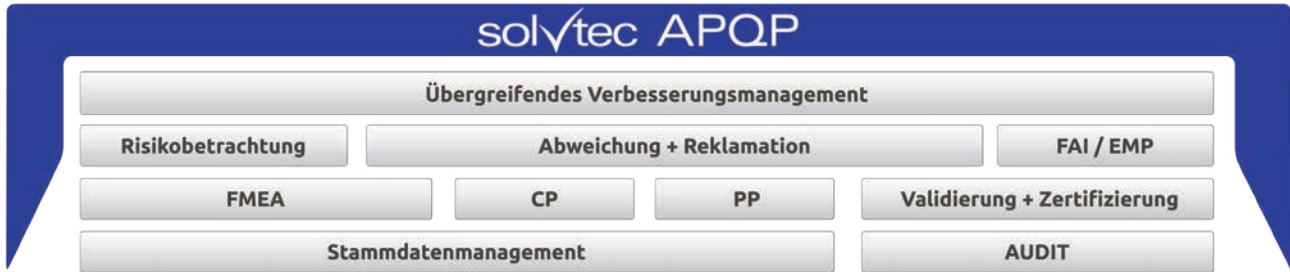 solvtec APQP
Übergreifendes Verbesserungsmanagement
Risikobetrachtung Abweichung + Reklamation FAI / EMP
FMEA CP PP Validierung + Zertifizierung
Stammdatenmanagement AUDIT